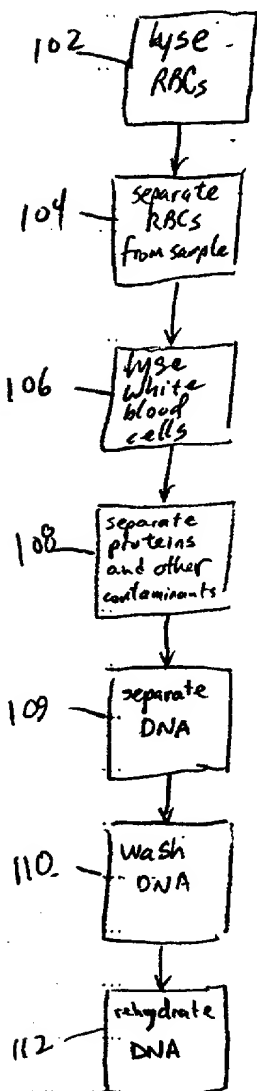 102
lyse
RBCs
104
separate
RBCs
from sample
106
lyse
white
blood
cells
108
separate
proteins
and other
contaminants
109
separate
DNA
110
wash
DNA
112
rehydrate
DNA